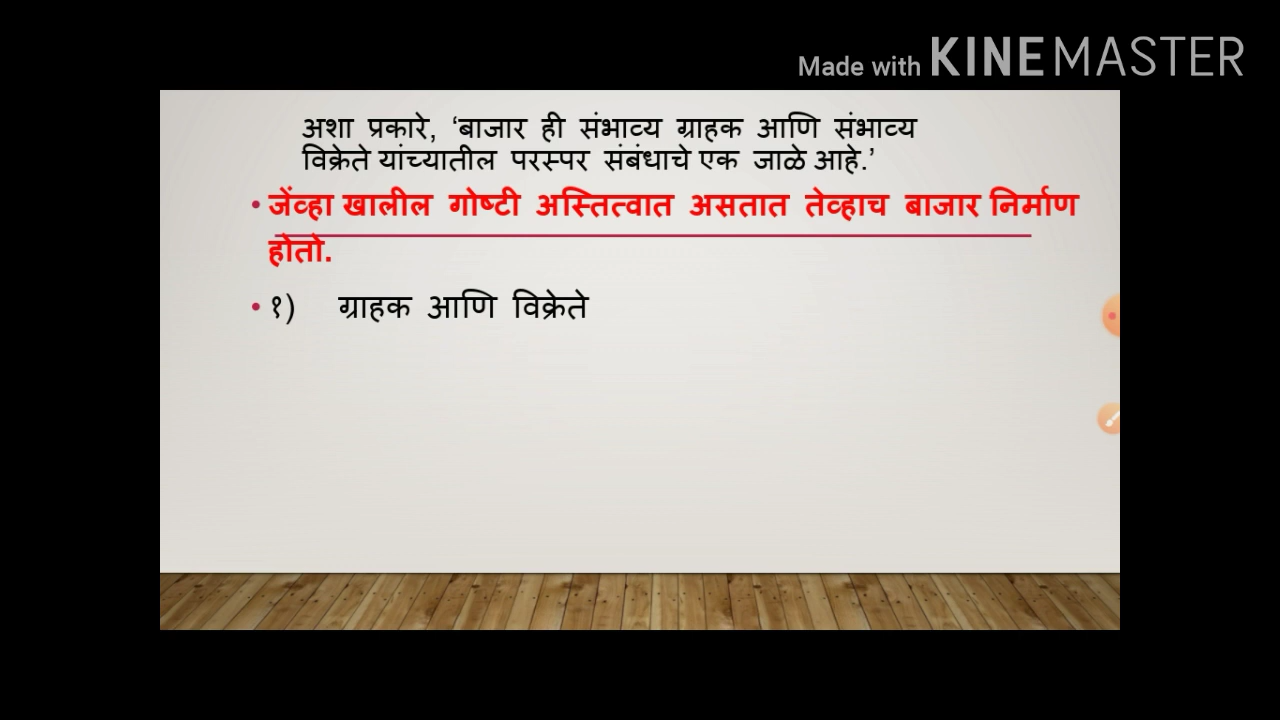 Made with KINEMASTER
अशा प्रकारे, ‘बाजार ही संभाव्य ग्राहक आणि संभाव्य
विक्रेते यांच्यातील परस्पर संबंधाचे एक जाळे आहे.’
• जेंव्हा खालील गोष्टी अस्तित्वात असतात तेव्हाच बाजार निर्माण
होतो.
• १) ग्राहक आणि विक्रेते